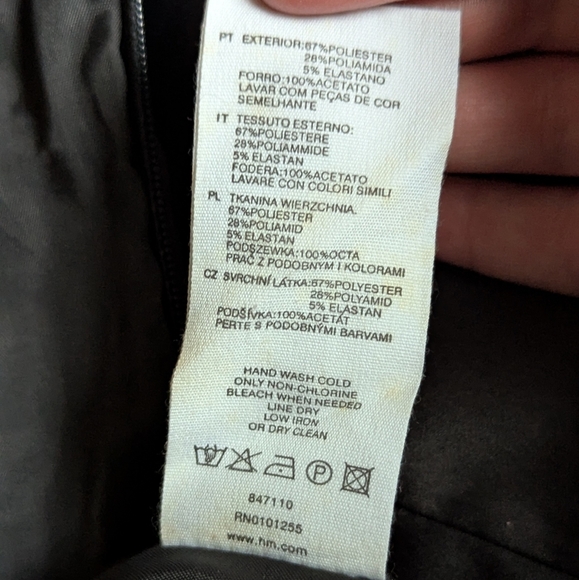 PT EXTERIOR:67%POLIESTER
28%POLIAMIDA
5% ELASTANO
FORRO:100%ACETATO
LAVAR COM PEÇAS DE COR
SEMELHANTE
IT TESSUTO ESTERNO:
67%POLIESTERE
28%POLIAMMIDE
5% ELASTAN
FODERA:100%ACETATO
LAVARE CON COLORI SIMILI
PL TKANINA WIERZCHNIA.
67%POLIESTER
28%POLIAMID
5% ELASTAN
PODSZEWKA:100%OCTA
PRAĆ Z PODOBNYM I KOLORAMI
CZ SVRCHNÍ LÁTKA:67%POLYESTER
28%POLYAMID
5% ELASTAN
PODŠÍVKA:100%ACETÁT
PERTE S PODOBNÝMI BARVAMI
HAND WASH COLD
ONLY NON-CHLORINE
BLEACH WHEN NEEDED
LINE DRY
LOW IRON
OR DRY CLEAN
P
847110
RN0101255
www.hm.com